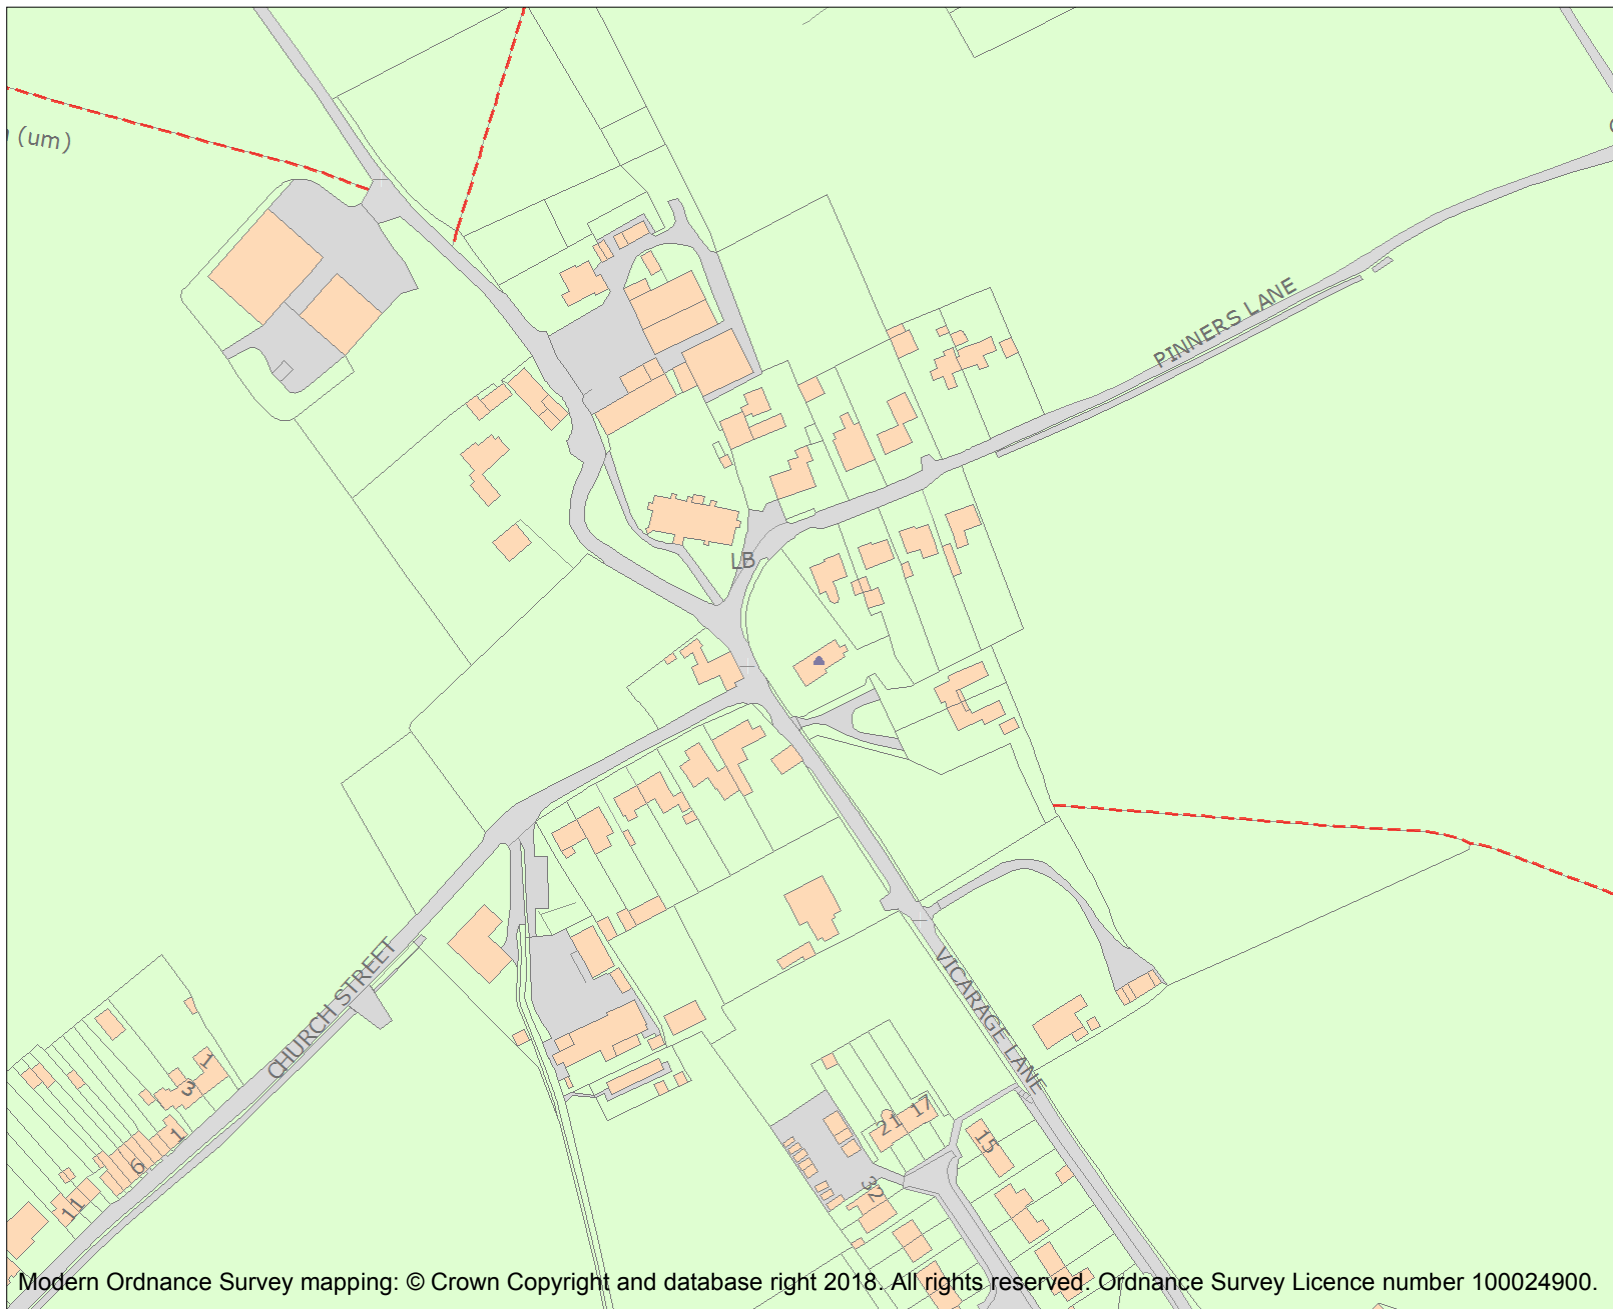 (um)
PINNERS LANE
LB
CHURCH STREET
VICARAGE LANE
1
3
1
6
11
21
17
15
32
Modern Ordnance Survey mapping: © Crown Copyright and database right 2018. All rights reserved. Ordnance Survey Licence number 100024900.